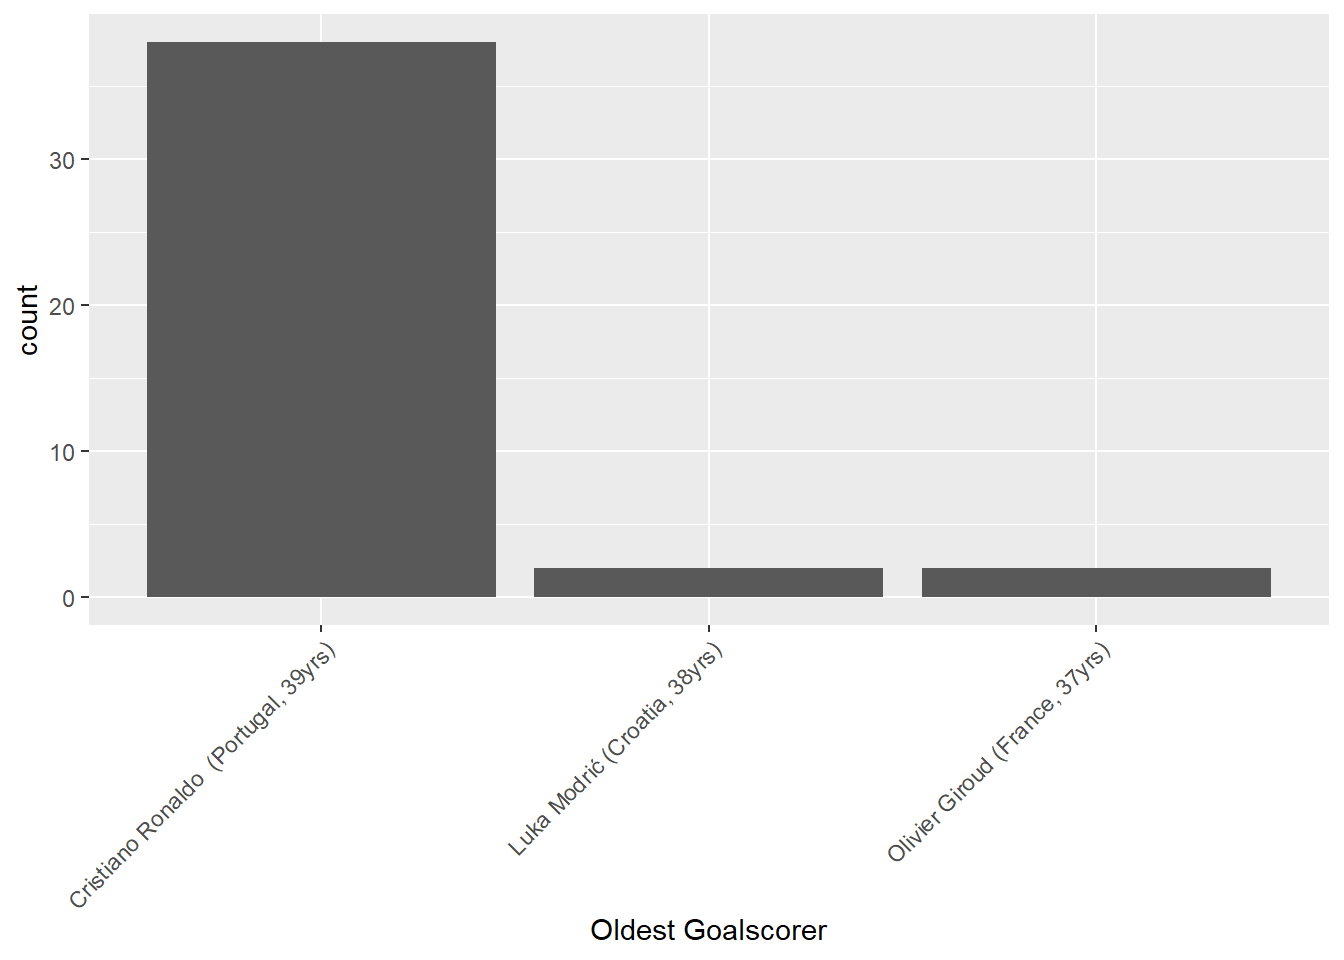 count
30
20
10
0
Cristiano Ronaldo  (Portugal, 39yrs)
Luka Modrić (Croatia, 38yrs)
Olivier Giroud (France, 37yrs)
Oldest Goalscorer